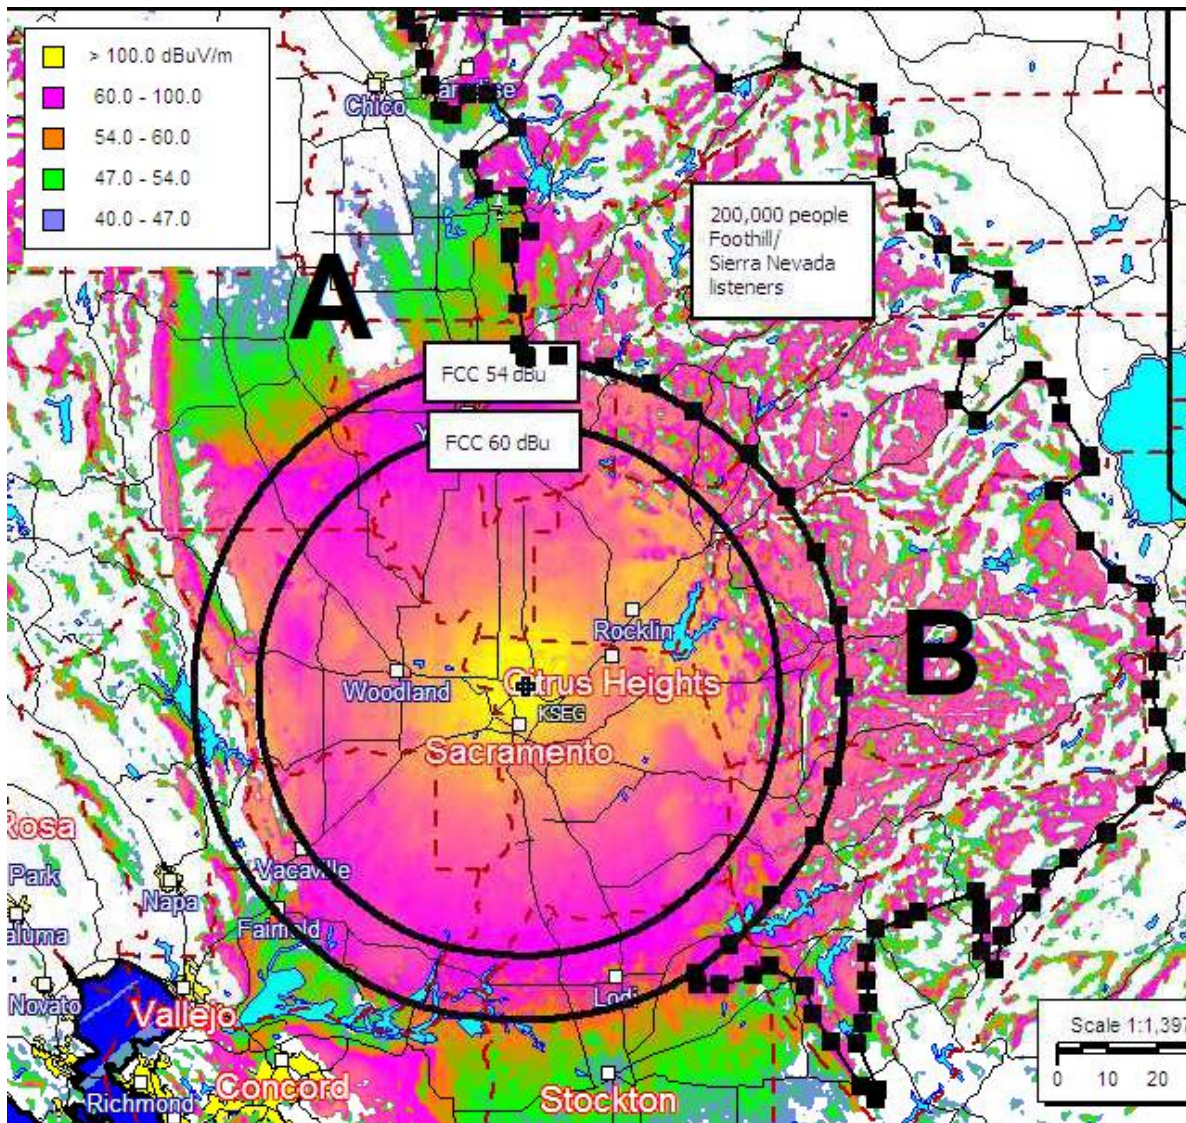 > 100.0 dBuV/m
60.0 - 100.0
54.0 - 60.0
47.0 - 54.0
40.0 - 47.0
Chico
200,000 people
Foothill/
Sierra Nevada
listeners
A
FCC 54 dBu
FCC 60 dBu
Rocklin
B
Woodland
Citrus Heights
KSEG
Sacramento
Rosa
Park
Vacaville
Napa
aluma
Fairfield
Novato
Lodi
Vallejo
Scale 1:1,397
0 10 20
Concord
Richmond
Stockton